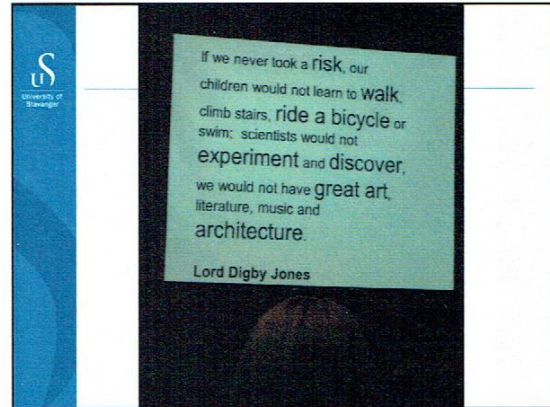 uS
University of
Stavanger
If we never took a risk, our
children would not learn to walk,
climb stairs, ride a bicycle or
swim; scientists would not
experiment and discover,
we would not have great art,
literature, music and
architecture.
Lord Digby Jones